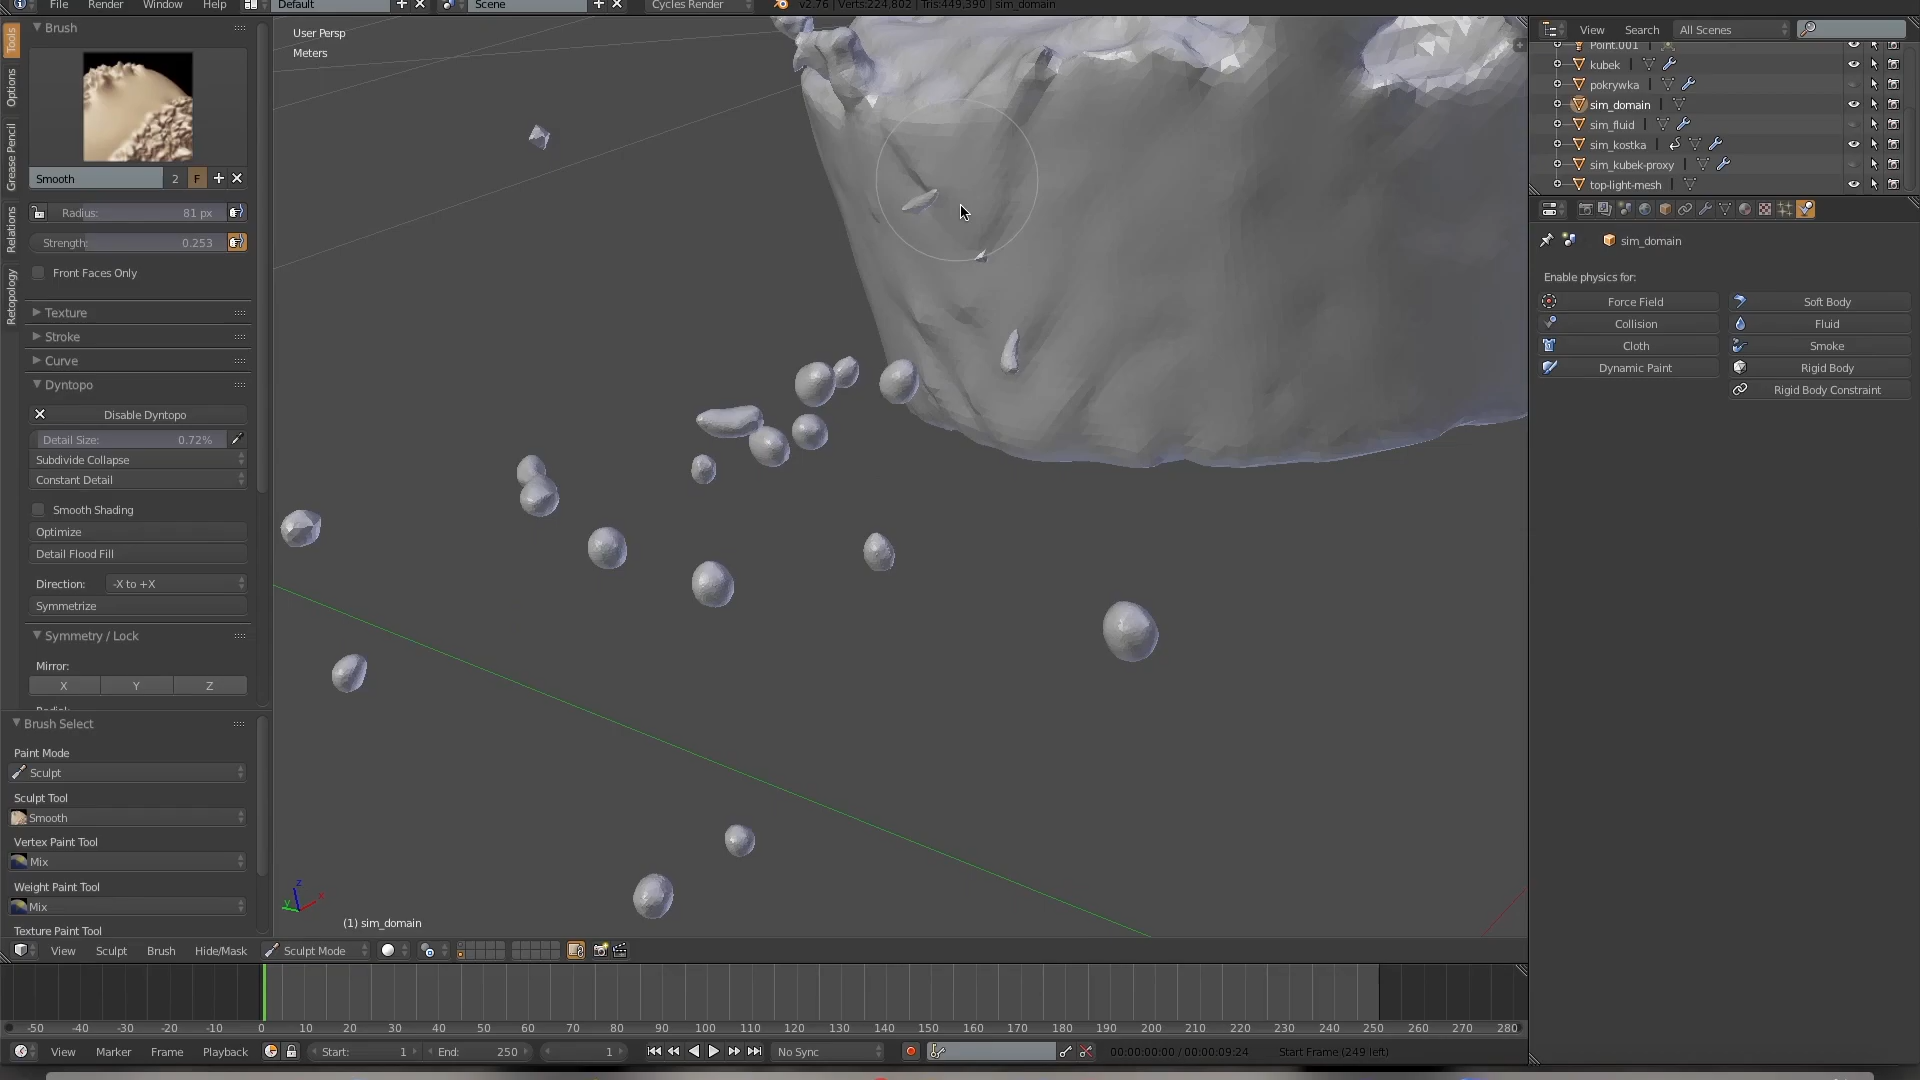 File Render Window Help Default Scene Cycles Render v2.76 | Verts:224,802 | Tris:449,390 | sim_domain
Tools
Options
Grease Pencil
Relations
Retopology
Brush
Smooth 2 F
Radius: 81 px
Strength: 0.253
Front Faces Only
Texture
Stroke
Curve
Dyntopo
Disable Dyntopo
Detail Size: 0.72%
Subdivide Collapse
Constant Detail
Smooth Shading
Optimize
Detail Flood Fill
Direction: -X to +X
Symmetrize
Symmetry / Lock
Mirror:
X Y Z
Brush Select
Paint Mode
Sculpt
Sculpt Tool
Smooth
Vertex Paint Tool
Mix
Weight Paint Tool
Mix
Texture Paint Tool
User Persp
Meters
z
y
x
(1) sim_domain
View Sculpt Brush Hide/Mask Sculpt Mode
-50 -40 -30 -20 -10 0 10 20 30 40 50 60 70 80 90 100 110 120 130 140 150 160 170 180 190 200 210 220 230 240 250 260 270 280
View Marker Frame Playback Start: 1 End: 250 1 No Sync 00:00:00:00 / 00:00:09:24 Start Frame (249 left)
View Search All Scenes
Point.001
kubek
pokrywka
sim_domain
sim_fluid
sim_kostka
sim_kubek-proxy
top-light-mesh
sim_domain
Enable physics for:
Force Field Soft Body
Collision Fluid
Cloth Smoke
Dynamic Paint Rigid Body
Rigid Body Constraint